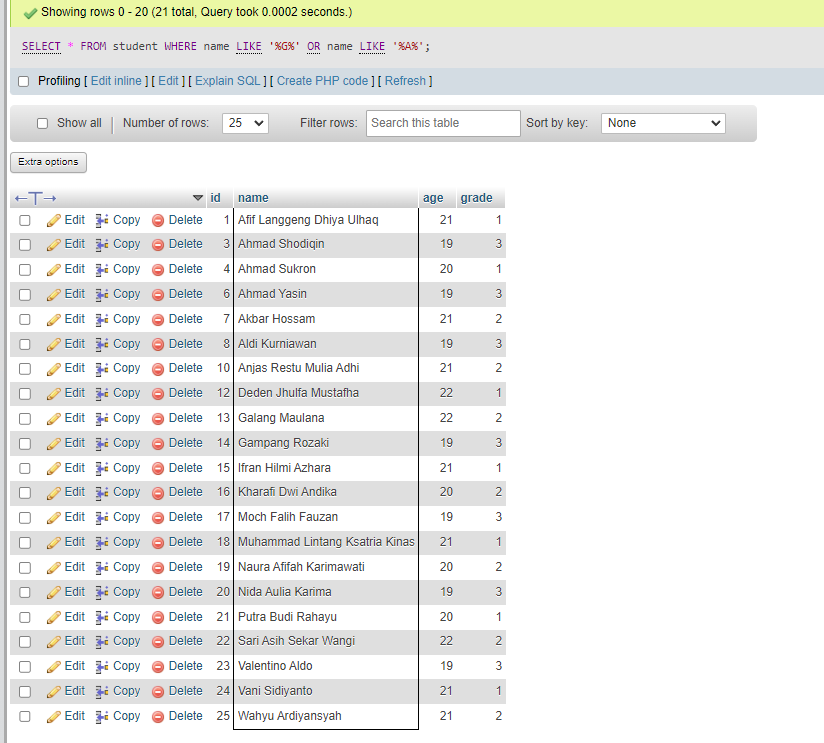 Showing rows 0 - 20 (21 total, Query took 0.0002 seconds.)
SELECT * FROM student WHERE name LIKE '%G%' OR name LIKE '%A%';
Profiling [ Edit inline ] [ Edit ] [ Explain SQL ] [ Create PHP code ] [ Refresh ]
Show all Number of rows: 25 Filter rows: Search this table Sort by key: None
Extra options
id name age grade
Edit Copy Delete 1 Afif Langgeng Dhiya Ulhaq 21 1
Edit Copy Delete 3 Ahmad Shodiqin 19 3
Edit Copy Delete 4 Ahmad Sukron 20 1
Edit Copy Delete 6 Ahmad Yasin 19 3
Edit Copy Delete 7 Akbar Hossam 21 2
Edit Copy Delete 8 Aldi Kurniawan 19 3
Edit Copy Delete 10 Anjas Restu Mulia Adhi 21 2
Edit Copy Delete 12 Deden Jhulfa Mustafha 22 1
Edit Copy Delete 13 Galang Maulana 22 2
Edit Copy Delete 14 Gampang Rozaki 19 3
Edit Copy Delete 15 Ifran Hilmi Azhara 21 1
Edit Copy Delete 16 Kharafi Dwi Andika 20 2
Edit Copy Delete 17 Moch Falih Fauzan 19 3
Edit Copy Delete 18 Muhammad Lintang Ksatria Kinas 21 1
Edit Copy Delete 19 Naura Afifah Karimawati 20 2
Edit Copy Delete 20 Nida Aulia Karima 19 3
Edit Copy Delete 21 Putra Budi Rahayu 20 1
Edit Copy Delete 22 Sari Asih Sekar Wangi 22 2
Edit Copy Delete 23 Valentino Aldo 19 3
Edit Copy Delete 24 Vani Sidiyanto 21 1
Edit Copy Delete 25 Wahyu Ardiyansyah 21 2